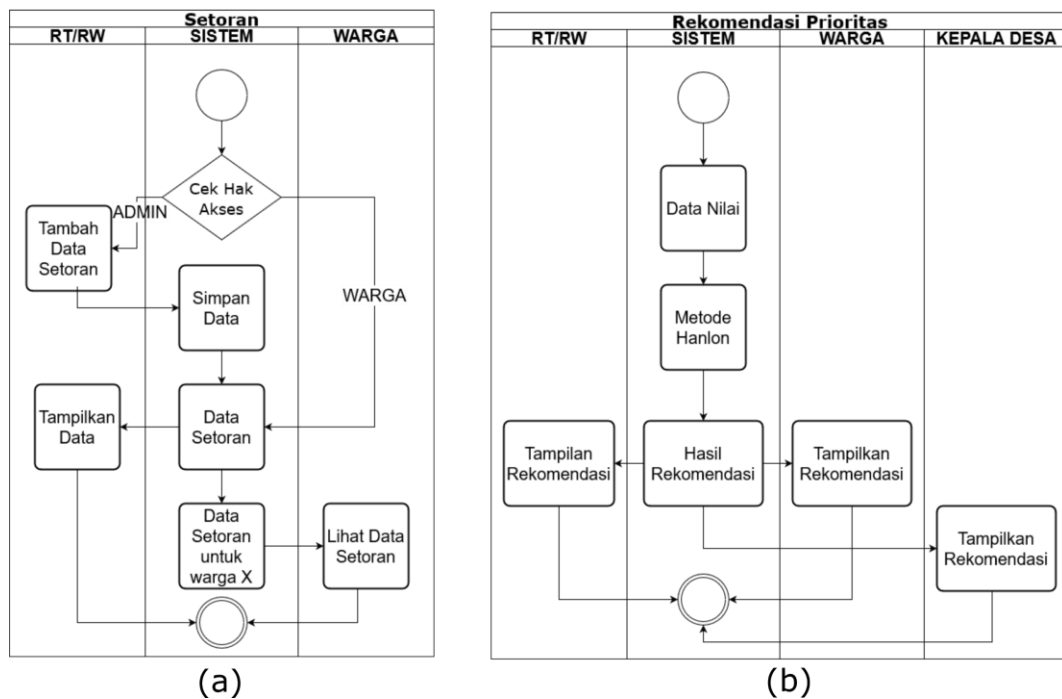 Setoran
RT/RW
SISTEM
WARGA
Cek Hak
Akses
ADMIN
Tambah
Data
Setoran
Simpan
Data
WARGA
Tampilkan
Data
Data
Setoran
Data
Setoran
untuk
warga X
Lihat Data
Setoran
(a)
Rekomendasi Prioritas
RT/RW
SISTEM
WARGA
KEPALA DESA
Data Nilai
Metode
Hanlon
Tampilan
Rekomendasi
Hasil
Rekomendasi
Tampilkan
Rekomendasi
Tampilkan
Rekomendasi
(b)